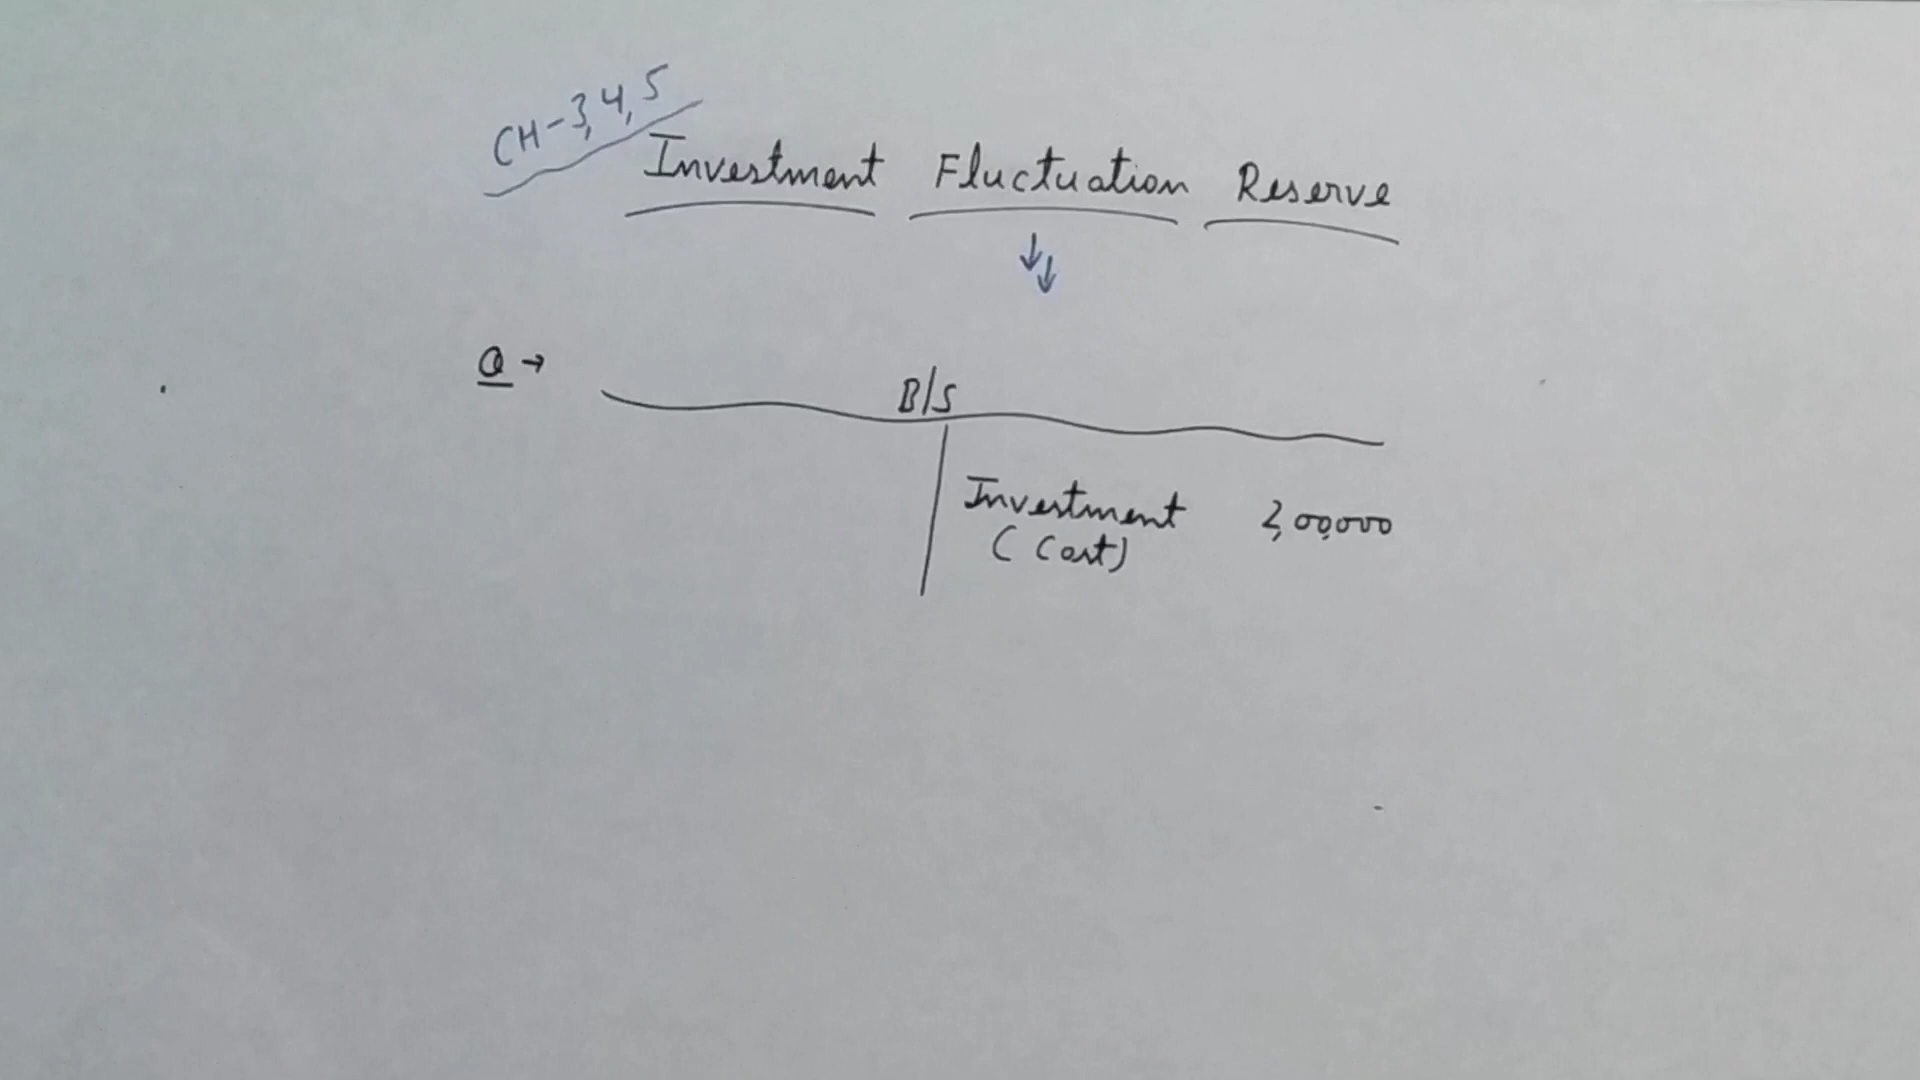 CH-3,4,5
Investment Fluctuation Reserve
Q →
B/S
Investment 2,00,000
(Cost)